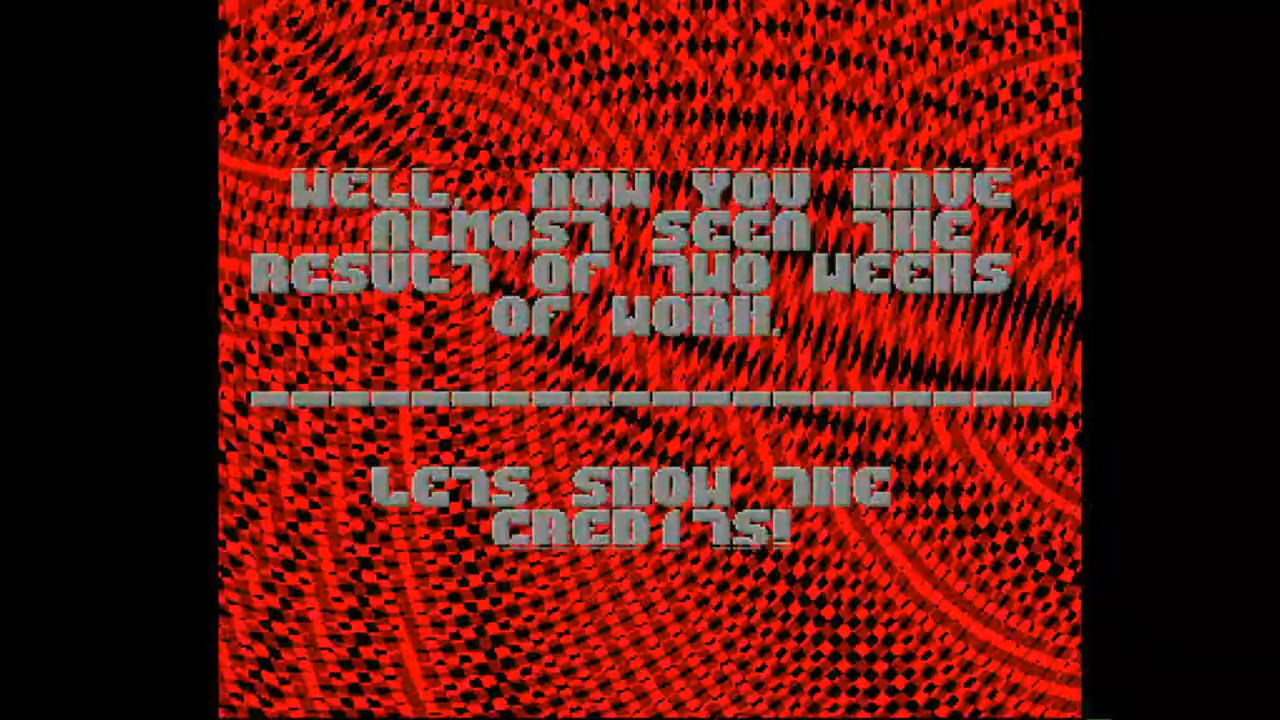 WELL, NOW YOU HAVE
ALMOST SEEN THE
RESULT OF TWO WEEKS
OF WORK.
--------------------
LETS SHOW THE
CREDITS!